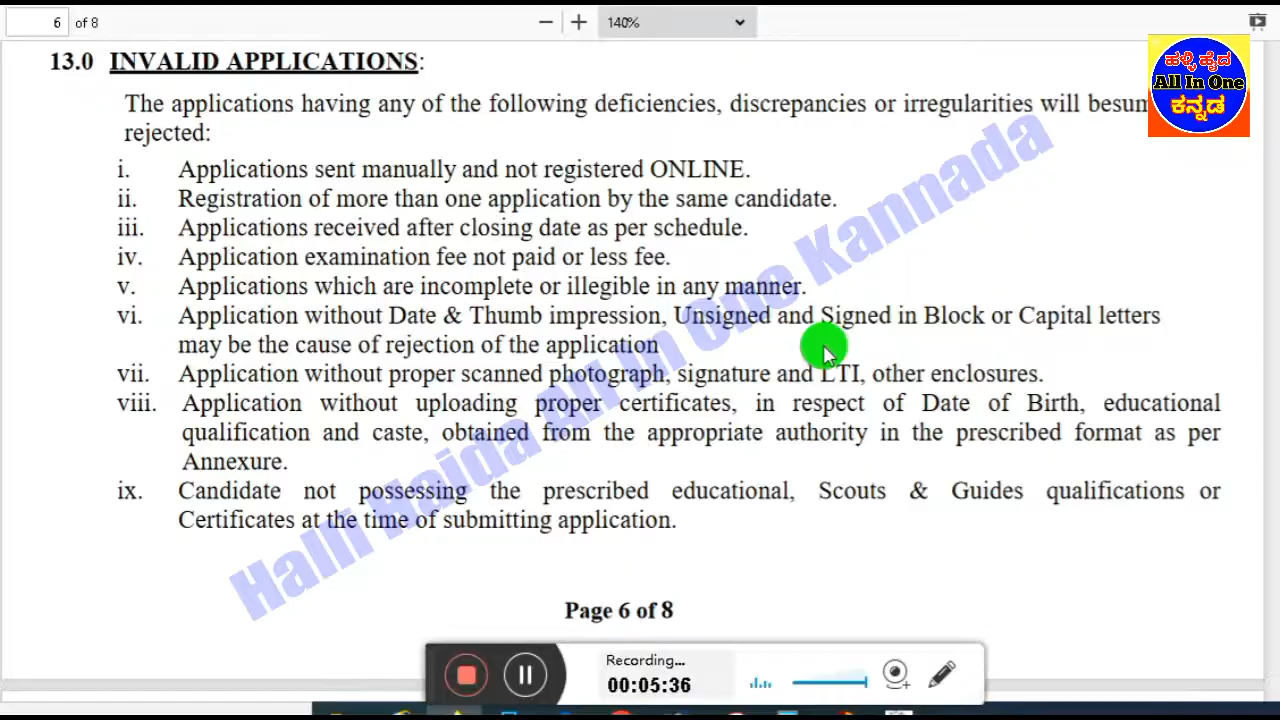 6 of 8
140%
ಹಳ್ಳಿ ಹೈದ
All In One
ಕನ್ನಡ
13.0 INVALID APPLICATIONS:
The applications having any of the following deficiencies, discrepancies or irregularities will besum
rejected:
i. Applications sent manually and not registered ONLINE.
ii. Registration of more than one application by the same candidate.
iii. Applications received after closing date as per schedule.
iv. Application examination fee not paid or less fee.
v. Applications which are incomplete or illegible in any manner.
vi. Application without Date & Thumb impression, Unsigned and Signed in Block or Capital letters
may be the cause of rejection of the application
vii. Application without proper scanned photograph, signature and LTI, other enclosures.
viii. Application without uploading proper certificates, in respect of Date of Birth, educational
qualification and caste, obtained from the appropriate authority in the prescribed format as per
Annexure.
ix. Candidate not possessing the prescribed educational, Scouts & Guides qualifications or
Certificates at the time of submitting application.
Halli Haida All In One Kannada
Page 6 of 8
Recording...
00:05:36